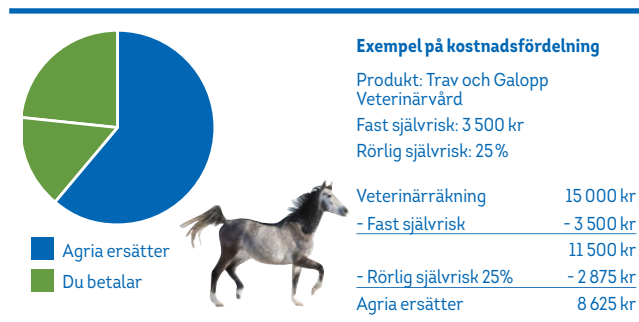 Exempel på kostnadsfördelning
Produkt: Trav och Galopp
Veterinärvård
Fast självrisk: 3 500 kr
Rörlig självrisk: 25 %
Veterinärräkning 15 000 kr
- Fast självrisk - 3 500 kr
11 500 kr
- Rörlig självrisk 25% - 2 875 kr
Agria ersätter 8 625 kr
Agria ersätter
Du betalar